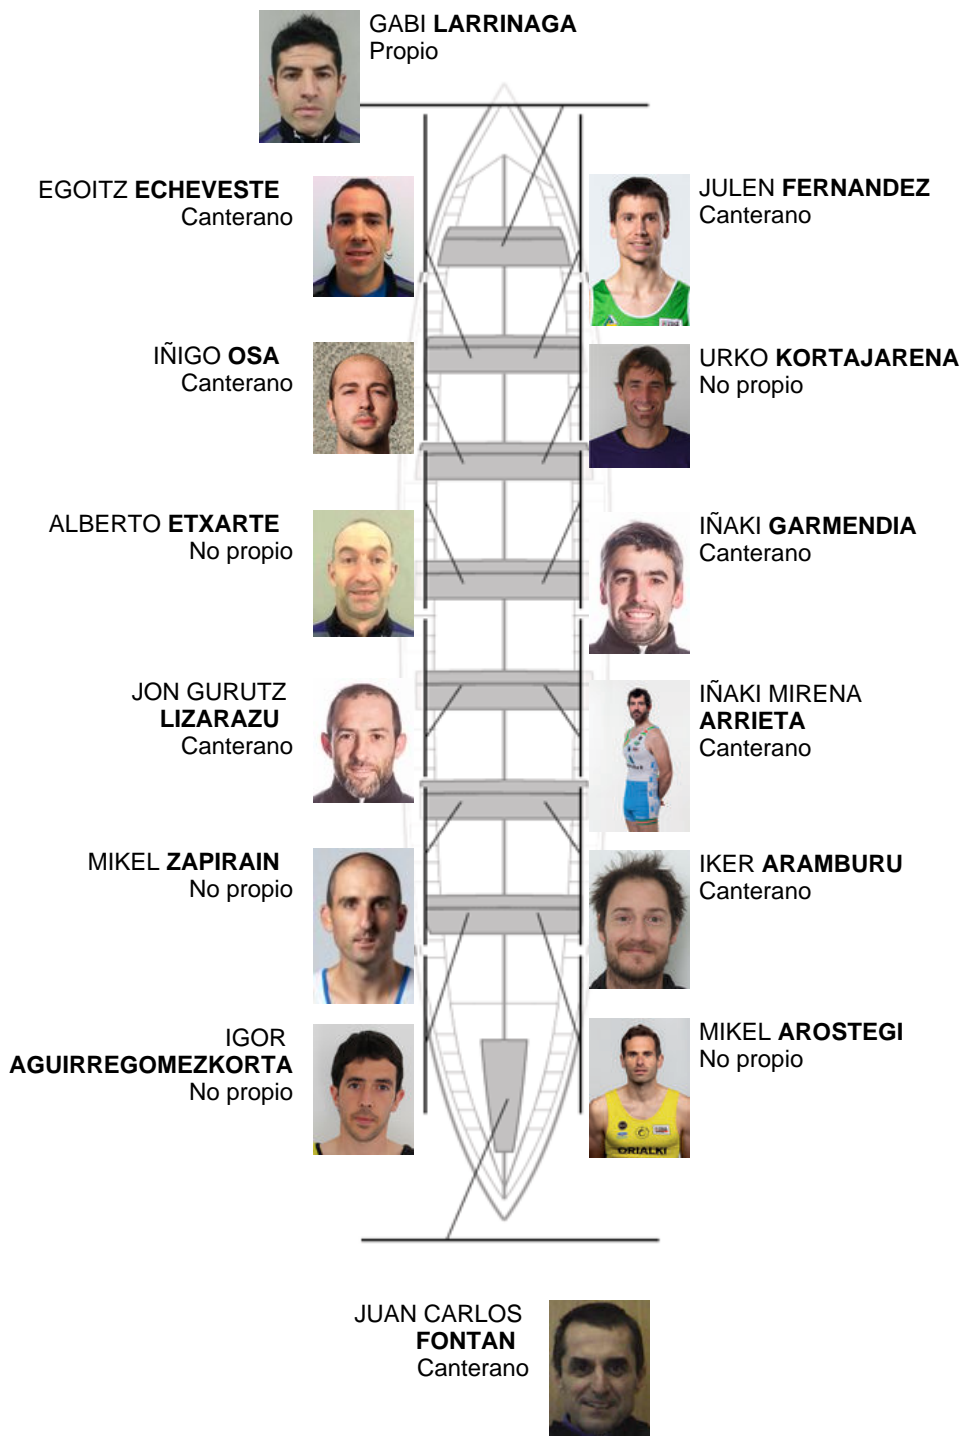 GABI LARRINAGA
Propio
EGOITZ ECHEVESTE
Canterano
JULEN FERNANDEZ
Canterano
IÑIGO OSA
Canterano
URKO KORTAJARENA
No propio
ALBERTO ETXARTE
No propio
IÑAKI GARMENDIA
Canterano
JON GURUTZ
LIZARAZU
Canterano
IÑAKI MIRENA
ARRIETA
Canterano
MIKEL ZAPIRAIN
No propio
IKER ARAMBURU
Canterano
IGOR
AGUIRREGOMEZKORTA
No propio
MIKEL AROSTEGI
No propio
ORIALKI
JUAN CARLOS
FONTAN
Canterano